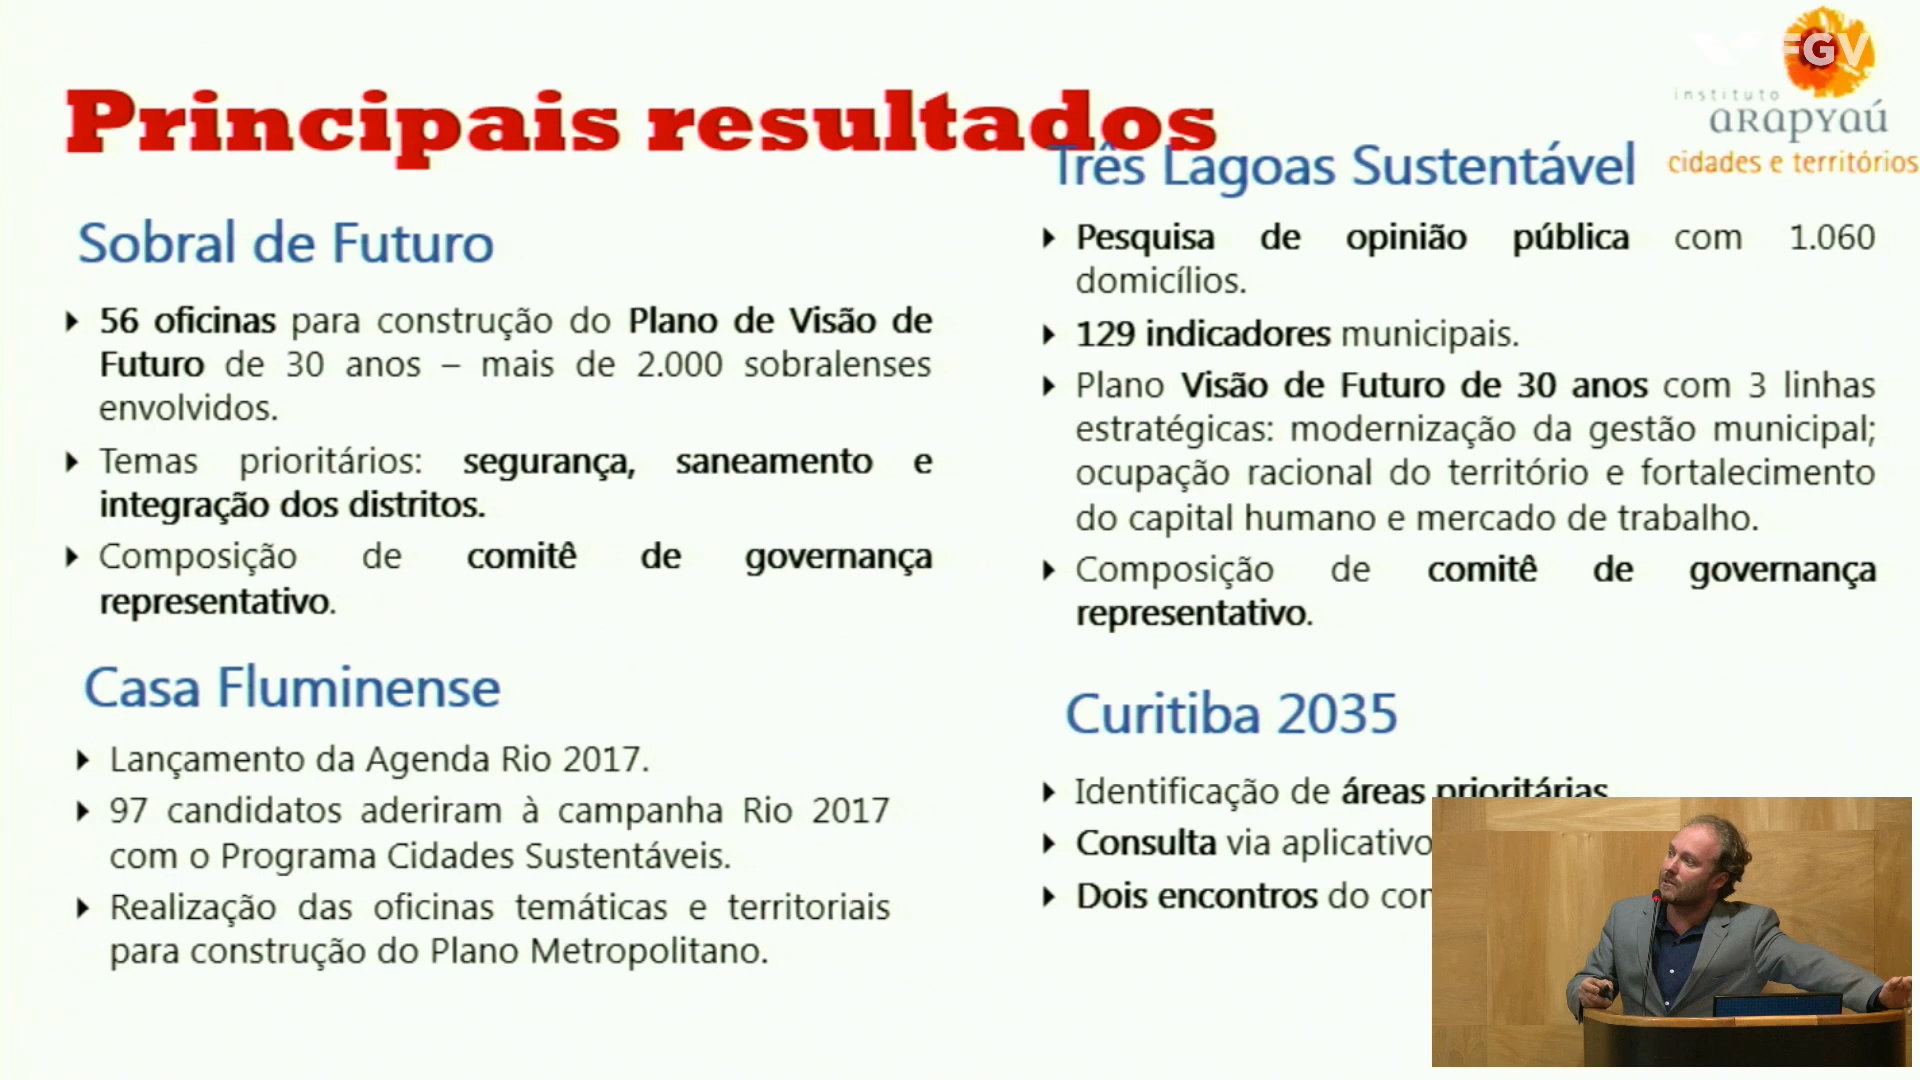 Principais resultados
FGV
instituto
arapyaú
cidades e territórios
Sobral de Futuro
56 oficinas para construção do Plano de Visão de
Futuro de 30 anos – mais de 2.000 sobralenses
envolvidos.
Temas prioritários: segurança, saneamento e
integração dos distritos.
Composição de comitê de governança
representativo.
Casa Fluminense
Lançamento da Agenda Rio 2017.
97 candidatos aderiram à campanha Rio 2017
com o Programa Cidades Sustentáveis.
Realização das oficinas temáticas e territoriais
para construção do Plano Metropolitano.
Três Lagoas Sustentável
Pesquisa de opinião pública com 1.060
domicílios.
129 indicadores municipais.
Plano Visão de Futuro de 30 anos com 3 linhas
estratégicas: modernização da gestão municipal;
ocupação racional do território e fortalecimento
do capital humano e mercado de trabalho.
Composição de comitê de governança
representativo.
Curitiba 2035
Identificação de áreas prioritárias
Consulta via aplicativo
Dois encontros do